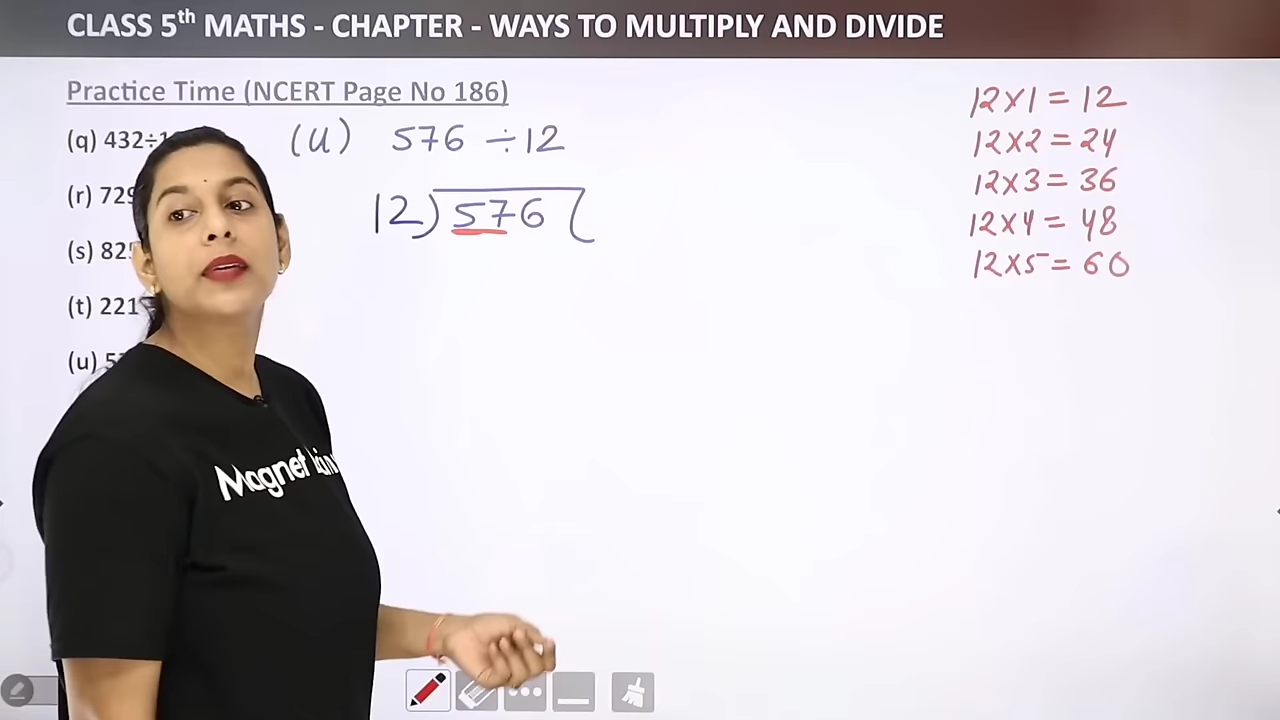 CLASS 5th MATHS - CHAPTER - WAYS TO MULTIPLY AND DIVIDE
Practice Time (NCERT Page No 186)
(q) 432÷1
(r) 729
(s) 825
(t) 221
(u) 5
(u) 576 ÷ 12
12) 576 (
12×1 = 12
12×2 = 24
12×3 = 36
12×4 = 48
12×5 = 60
Magnet